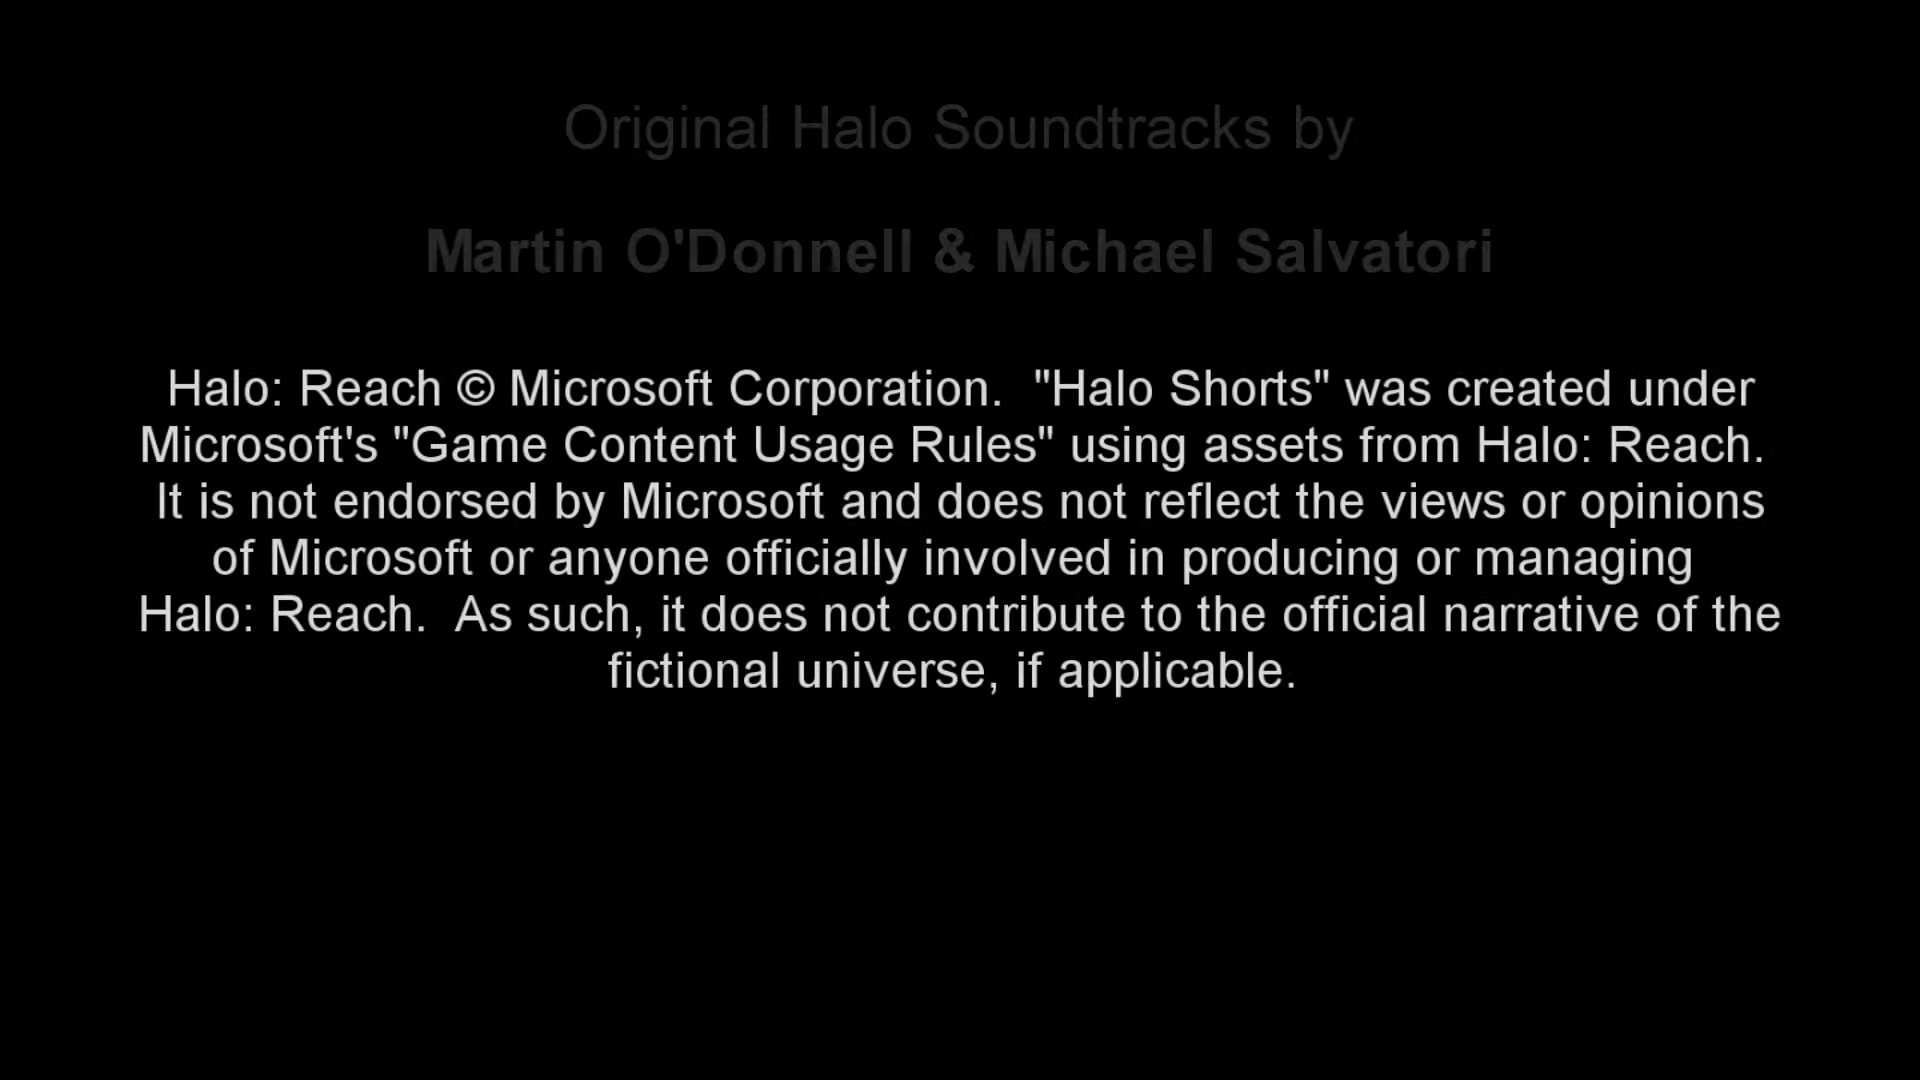 Original Halo Soundtracks by
Martin O'Donnell & Michael Salvatori
Halo: Reach © Microsoft Corporation.  "Halo Shorts" was created under
Microsoft's "Game Content Usage Rules" using assets from Halo: Reach.
It is not endorsed by Microsoft and does not reflect the views or opinions
of Microsoft or anyone officially involved in producing or managing
Halo: Reach.  As such, it does not contribute to the official narrative of the
fictional universe, if applicable.